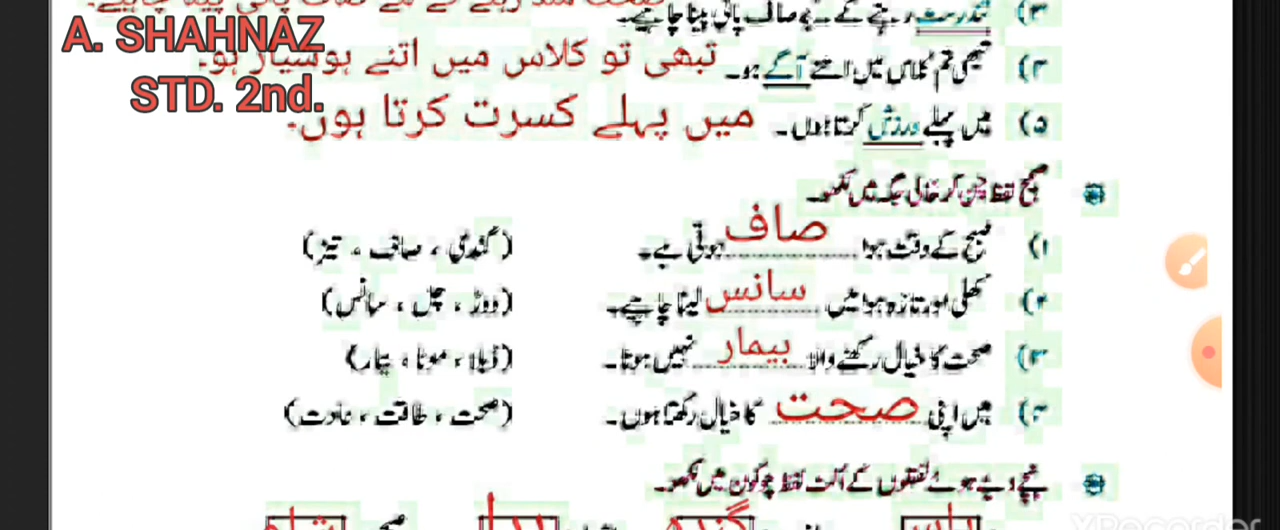 A. SHAHNAZ
STD. 2nd.
۳) تندرست رہنے کے لیے صاف پانی پینا چاہیے۔
۴) تبھی تم کلاس میں اتنے آگے ہو۔ تبھی تو کلاس میں اتنے ہوشیار ہو۔
۵) میں پہلے ورزش کرتا ہوں۔ میں پہلے کسرت کرتا ہوں۔
صحیح لفظ چن کر خالی جگہ میں لکھو۔
۱) صبح کے وقت ہوا صاف ہوتی ہے۔ (گندی ، صاف ، تیز)
۲) کھلی اور تازہ ہوا میں سانس لینا چاہیے۔ (دوڑ ، چل ، سانس)
۳) صحت کا خیال رکھنے والا بیمار نہیں ہوتا۔ (دُبلا ، موٹا ، بیمار)
۴) میں اپنی صحت کا خیال رکھتا ہوں۔ (صحت ، طاقت ، عادت)
نیچے دیے ہوئے لفظوں کے اُلٹ لفظ چوکون میں لکھو۔
XRecorder